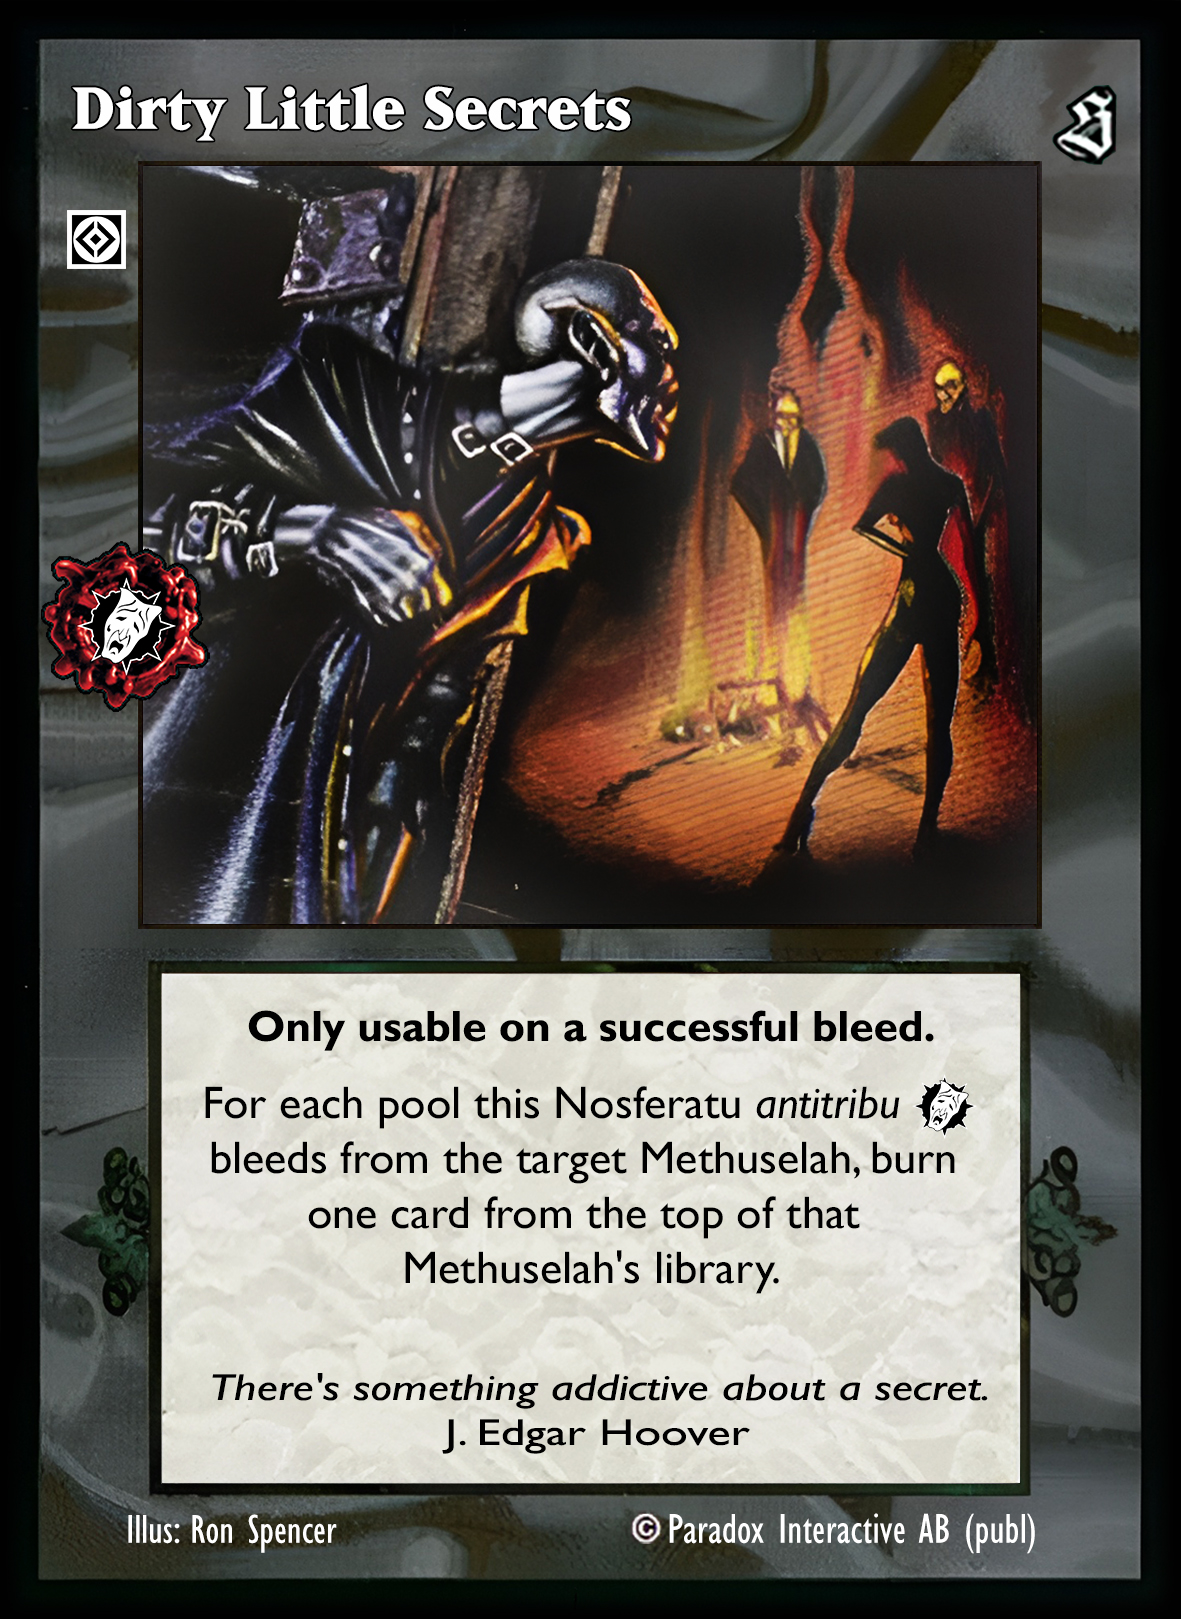 Dirty Little Secrets
Only usable on a successful bleed.
For each pool this Nosferatu antitribu
bleeds from the target Methuselah, burn
one card from the top of that
Methuselah's library.
There's something addictive about a secret.
J. Edgar Hoover
Illus: Ron Spencer
© Paradox Interactive AB (publ)